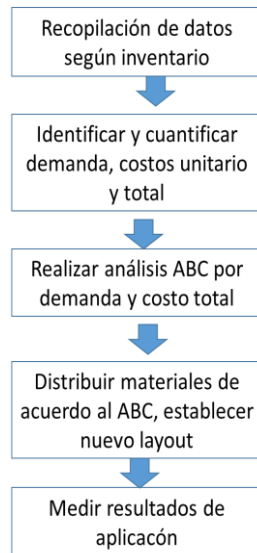 Recopilación de datos
según inventario
Identificar y cuantificar
demanda, costos unitario
y total
Realizar análisis ABC por
demanda y costo total
Distribuir materiales de
acuerdo al ABC, establecer
nuevo layout
Medir resultados de
aplicacón